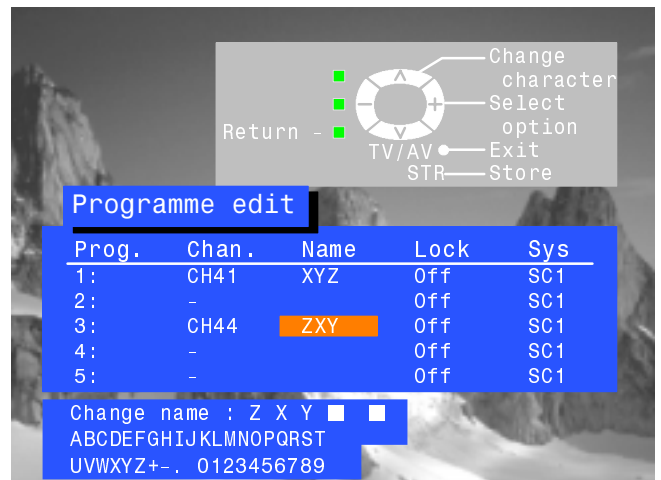 Change
character
Select
option
Return -
TV/AV Exit
STR Store
Programme edit
Prog. Chan. Name Lock Sys
1: CH41 XYZ Off SC1
2: - Off SC1
3: CH44 ZXY Off SC1
4: - Off SC1
5: - Off SC1
Change name : Z X Y
ABCDEFGHIJKLMNOPQRST
UVWXYZ+-. 0123456789